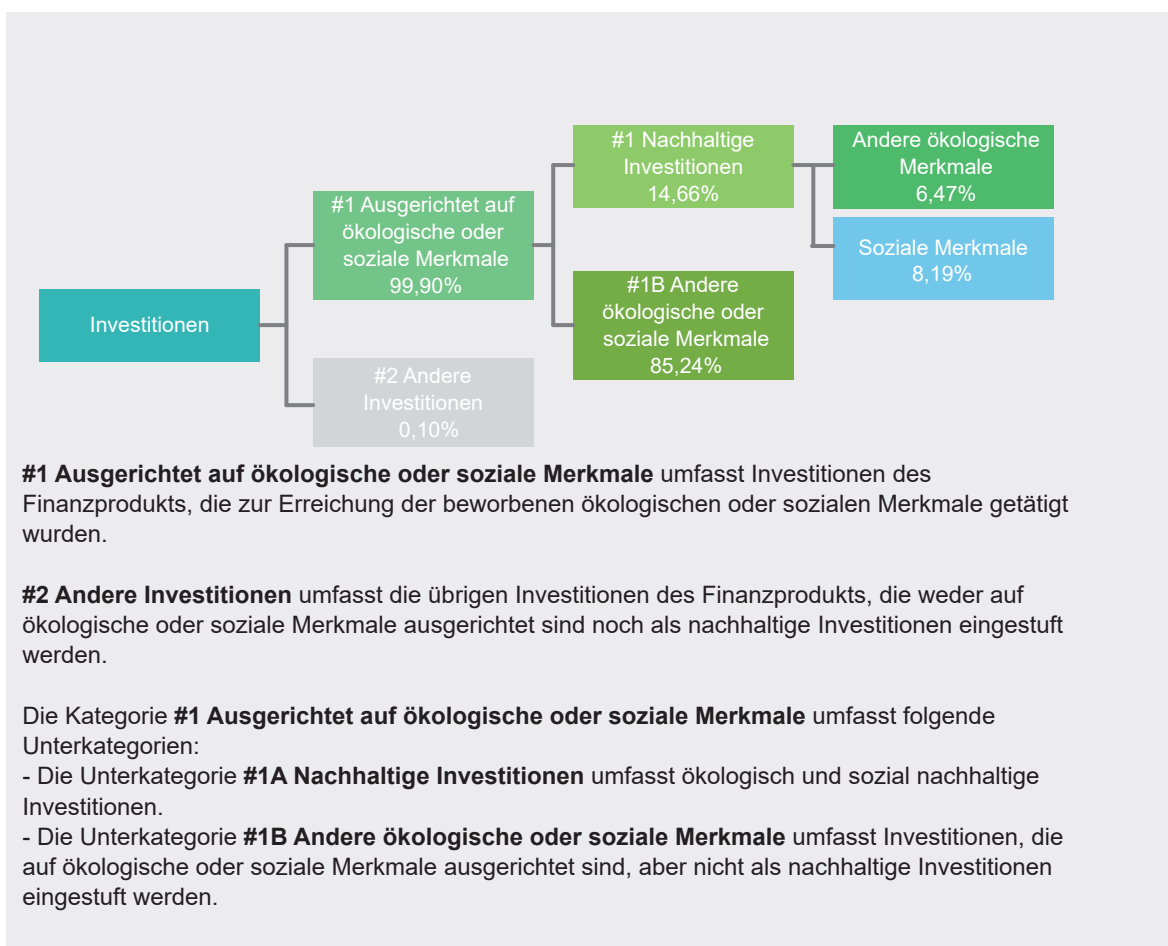 #1 Nachhaltige
Investitionen
14,66%
Andere ökologische
Merkmale
6,47%
#1 Ausgerichtet auf
ökologische oder
soziale Merkmale
99,90%
Soziale Merkmale
8,19%
Investitionen
#1B Andere
ökologische oder
soziale Merkmale
85,24%
#2 Andere
Investitionen
0,10%
#1 Ausgerichtet auf ökologische oder soziale Merkmale umfasst Investitionen des
Finanzprodukts, die zur Erreichung der beworbenen ökologischen oder sozialen Merkmale getätigt
wurden.
#2 Andere Investitionen umfasst die übrigen Investitionen des Finanzprodukts, die weder auf
ökologische oder soziale Merkmale ausgerichtet sind noch als nachhaltige Investitionen eingestuft
werden.
Die Kategorie #1 Ausgerichtet auf ökologische oder soziale Merkmale umfasst folgende
Unterkategorien:
- Die Unterkategorie #1A Nachhaltige Investitionen umfasst ökologisch und sozial nachhaltige
Investitionen.
- Die Unterkategorie #1B Andere ökologische oder soziale Merkmale umfasst Investitionen, die
auf ökologische oder soziale Merkmale ausgerichtet sind, aber nicht als nachhaltige Investitionen
eingestuft werden.